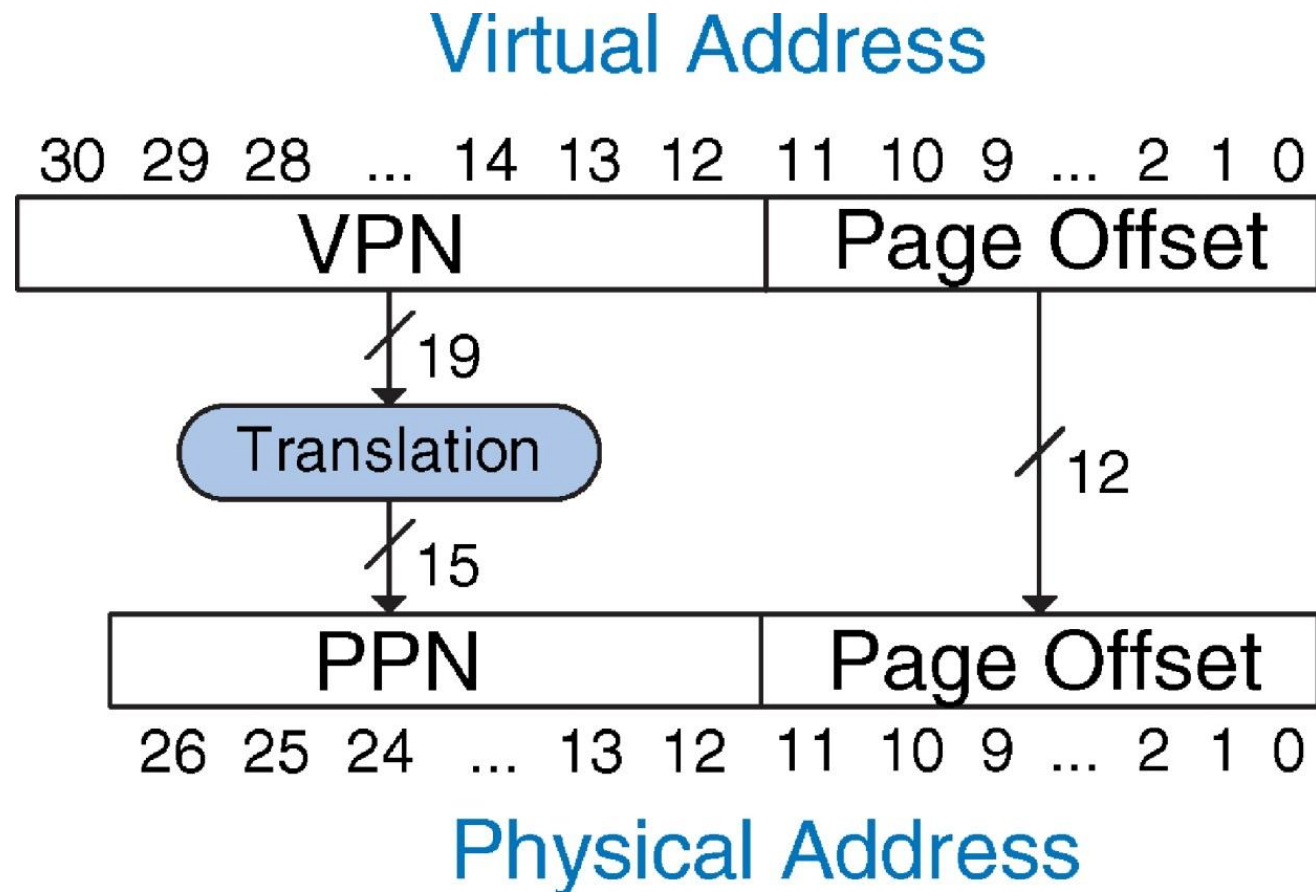 Virtual Address
30 29 28 ... 14 13 12 11 10 9 ... 2 1 0
VPN Page Offset
19
Translation
12
15
PPN Page Offset
26 25 24 ... 13 12 11 10 9 ... 2 1 0
Physical Address